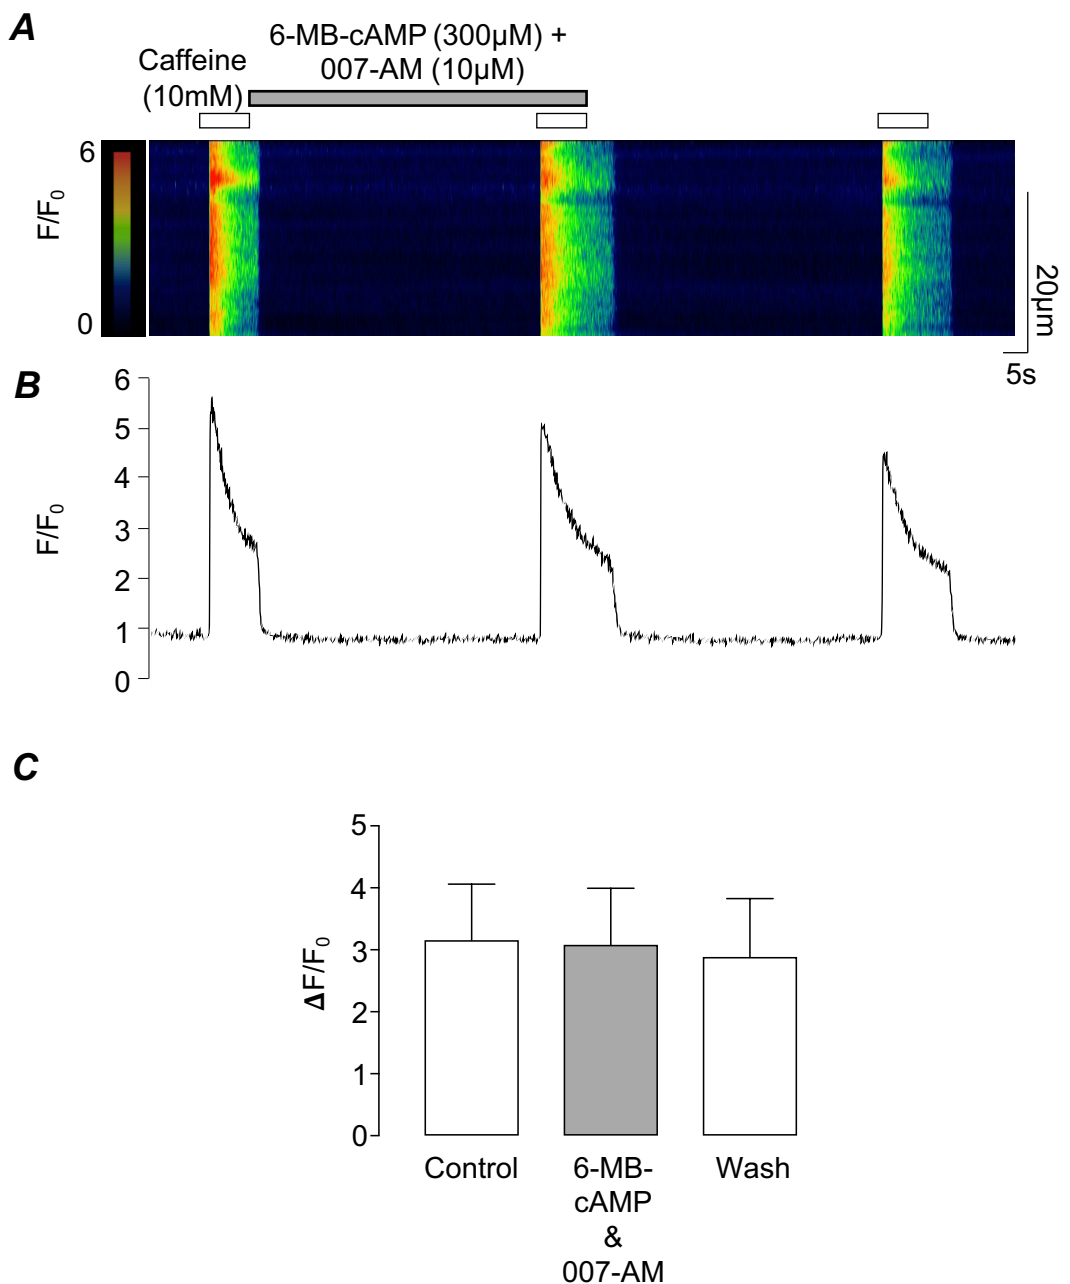 A
6-MB-cAMP (300µM) +
007-AM (10µM)
Caffeine
(10mM)
6
F/F0
0
20µm
5s
B
6
5
4
3
2
1
0
F/F0
C
5
4
3
2
1
0
ΔF/F0
Control
6-MB-
cAMP
&
007-AM
Wash